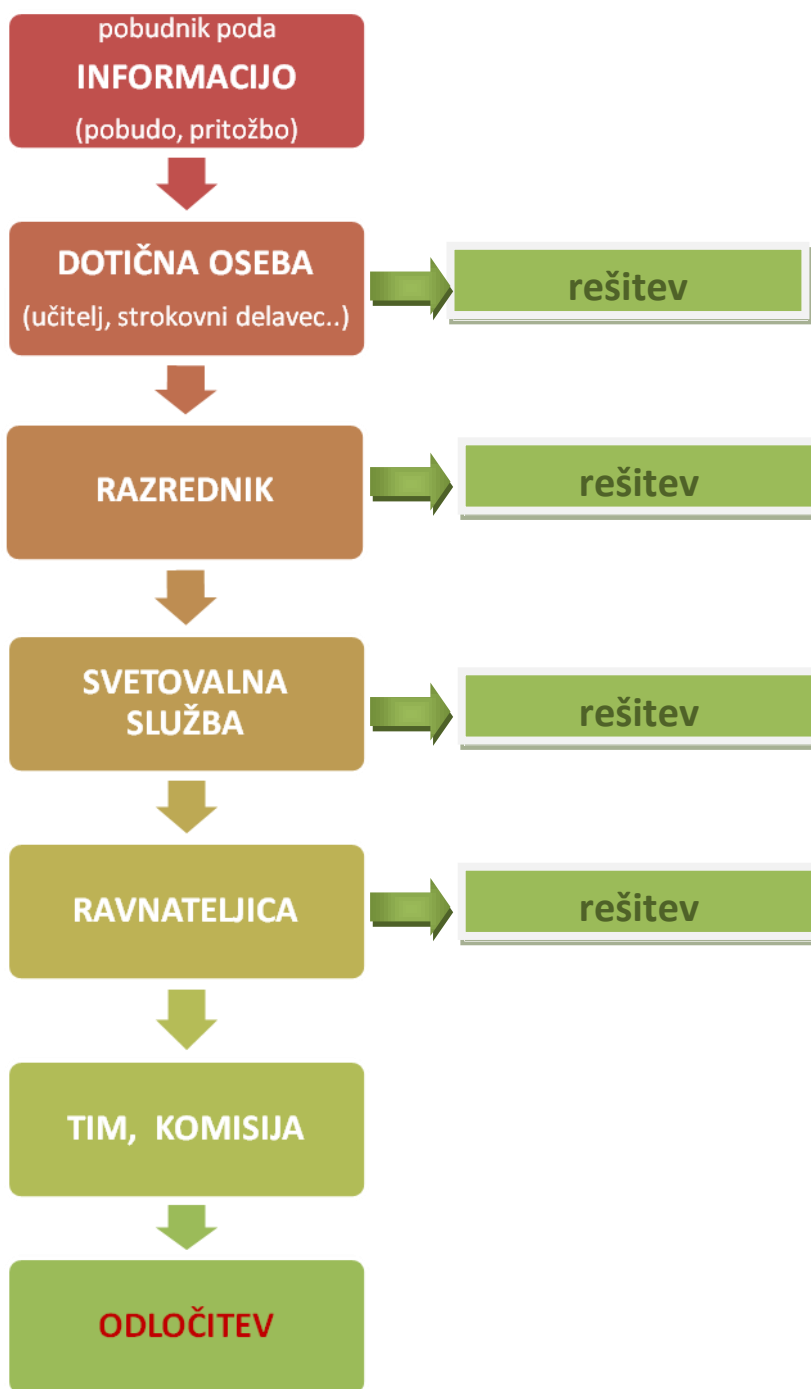 pobudnik poda
INFORMACIJO
(pobudo, pritožbo)
DOTIČNA OSEBA
(učitelj, strokovni delavec..)
rešitev
RAZREDNIK
rešitev
SVETOVALNA
SLUŽBA
rešitev
RAVNATELJICA
rešitev
TIM, KOMISIJA
ODLOČITEV